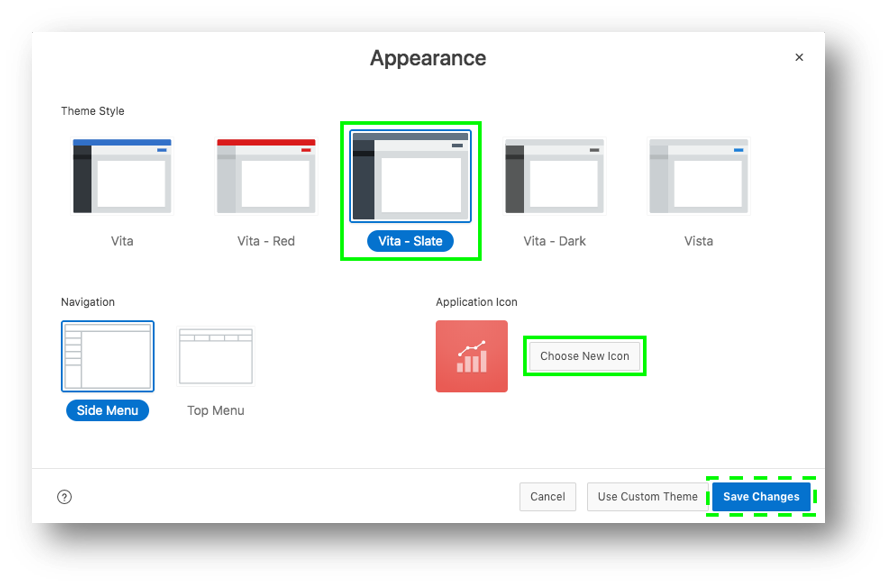 Appearance
×
Theme Style
Vita
Vita - Red
Vita - Slate
Vita - Dark
Vista
Navigation
Application Icon
Choose New Icon
Side Menu
Top Menu
?
Cancel
Use Custom Theme
Save Changes